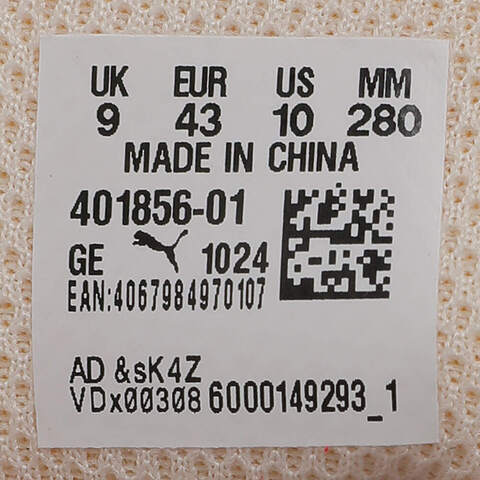 UK EUR US MM
9 43 10 280
MADE IN CHINA
401856-01
GE 1024
EAN:4067984970107
AD &sK4Z
VDx00308 6000149293_1